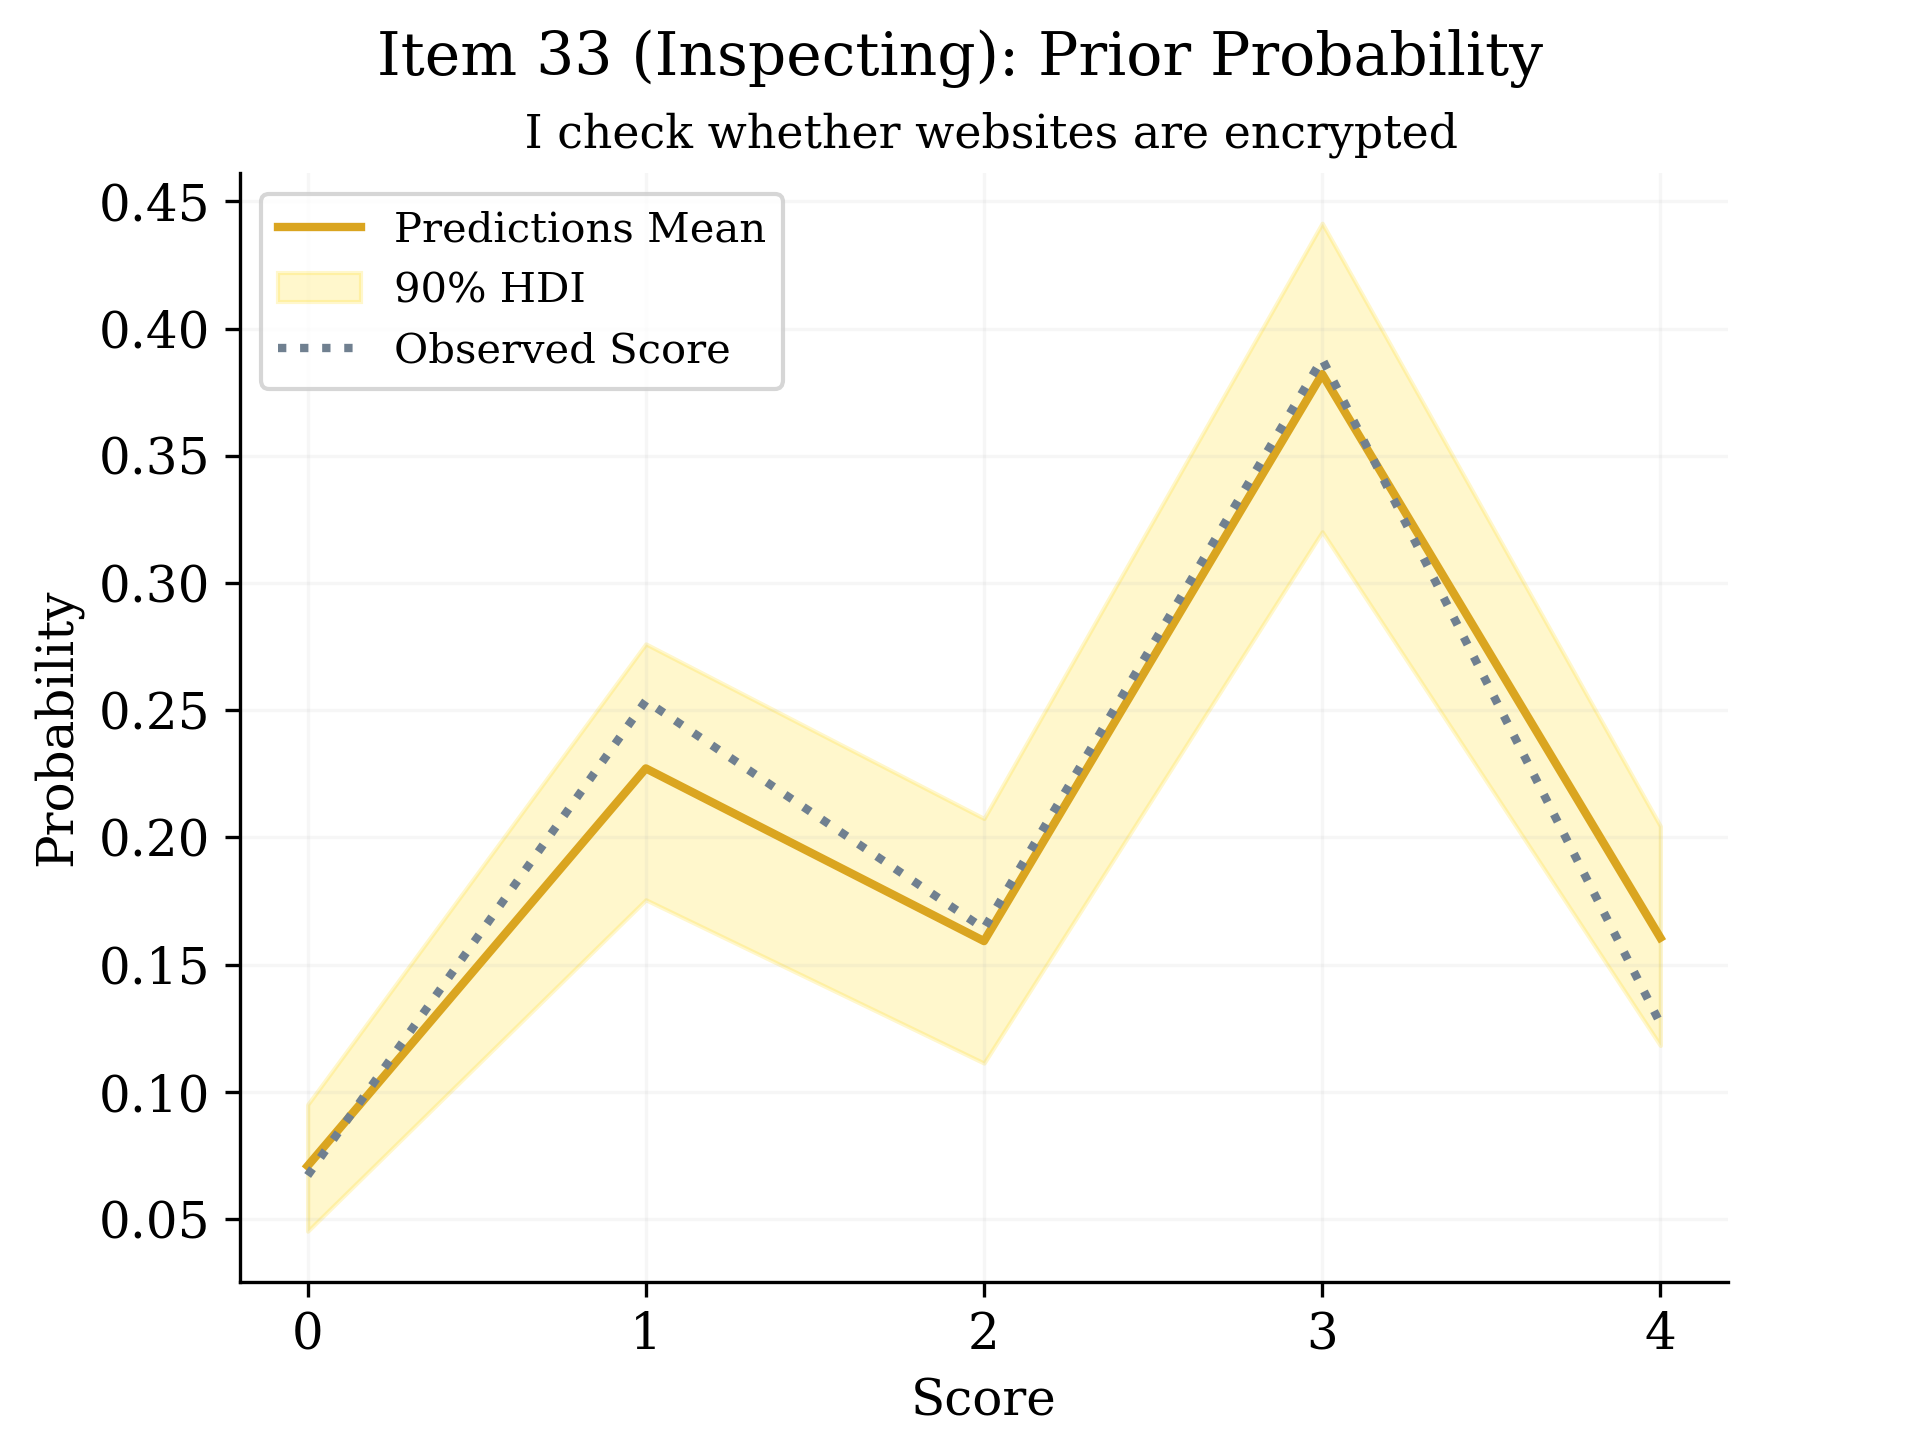 Item 33 (Inspecting): Prior Probability
I check whether websites are encrypted
Predictions Mean
90% HDI
Observed Score
0.45
0.40
0.35
0.30
0.25
0.20
0.15
0.10
0.05
Probability
0 1 2 3 4
Score